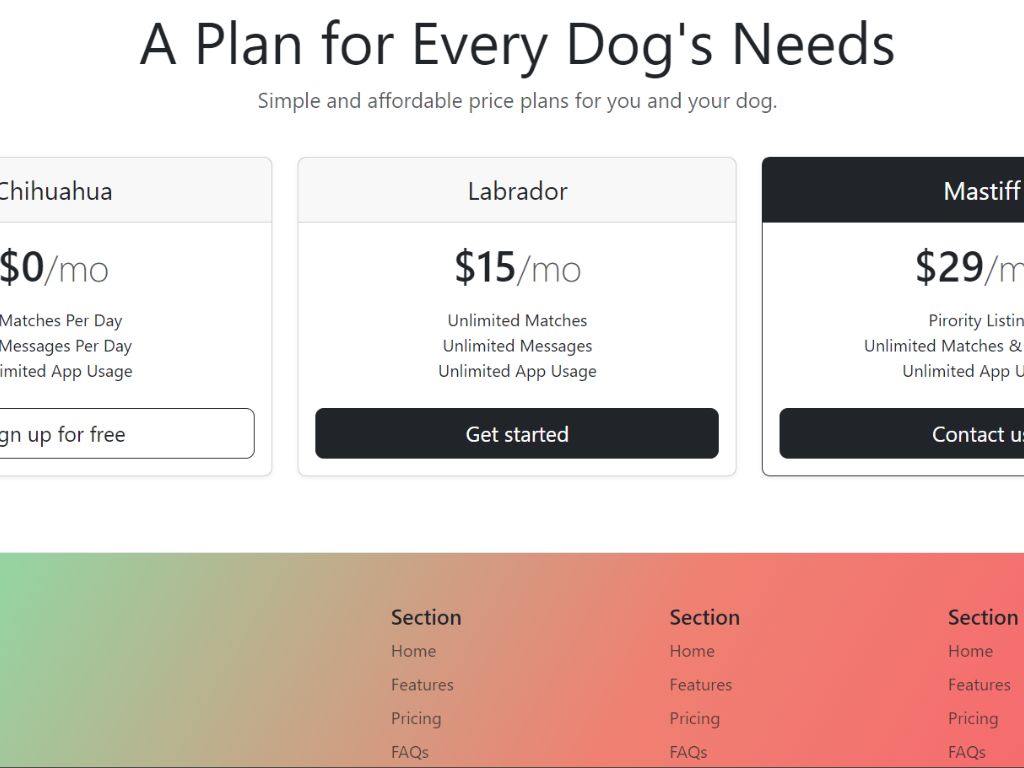 A Plan for Every Dog's Needs
Simple and affordable price plans for you and your dog.
Chihuahua
$0/mo
Matches Per Day
Messages Per Day
App Usage
up for free
Labrador
$15/mo
Unlimited Matches
Unlimited Messages
Unlimited App Usage
Get started
Mastiff
$29/m
Pirority Listin
Unlimited Matches &
Unlimited App U
Contact us
Section
Home
Features
Pricing
FAQs
Section
Home
Features
Pricing
FAQs
Section
Home
Features
Pricing
FAQs